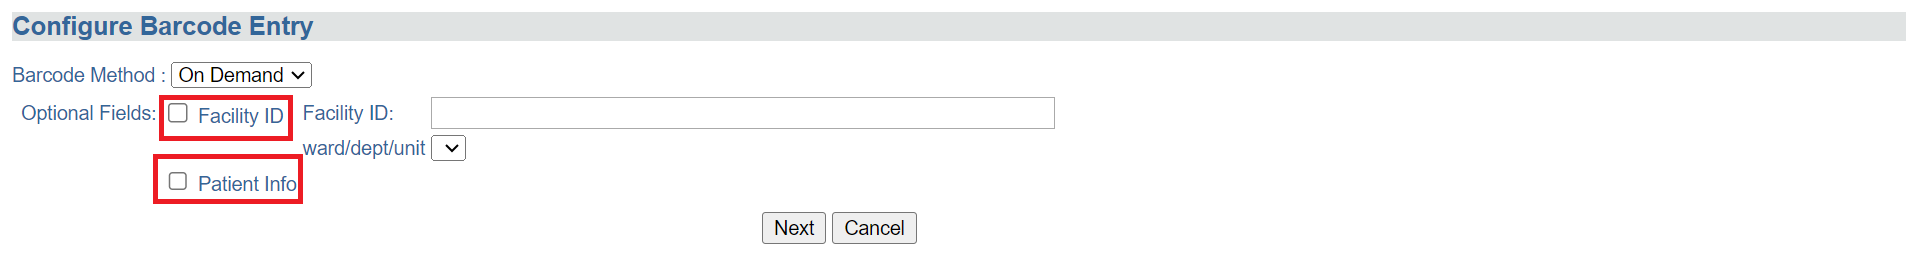 Configure Barcode Entry
Barcode Method : On Demand
Optional Fields: Facility ID Facility ID:
ward/dept/unit
Patient Info
Next Cancel